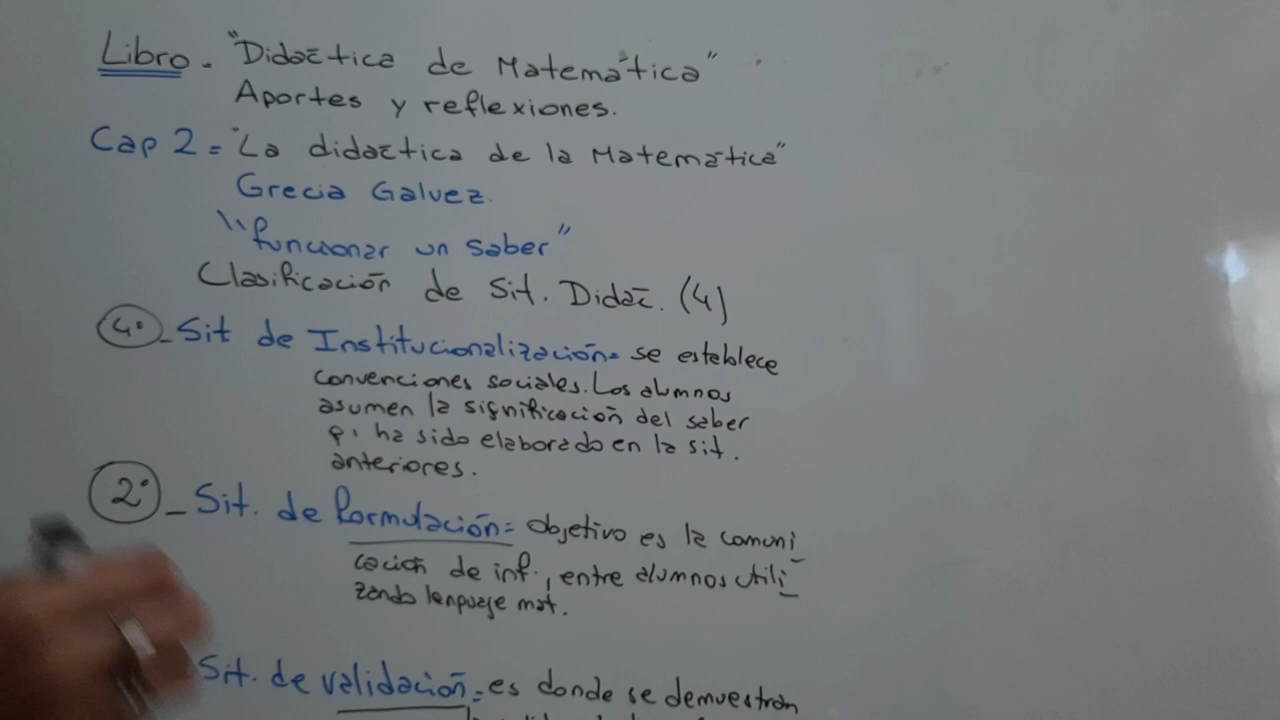 Libro. "Didáctica de Matemática"
Aportes y reflexiones.
Cap 2 = "La didáctica de la Matemática"
Grecia Galvez.
"funcionar un saber"
Clasificación de Sit. Didác. (4)
4° - Sit de Institucionalización = se establece
convenciones sociales. Los alumnos
asumen la significación del saber
q' ha sido elaborado en la sit.
anteriores.
2° - Sit. de formulación = objetivo es la comuni
cación de inf., entre alumnos utili
zando lenguaje mat.
Sit. de validación = es donde se demuestran